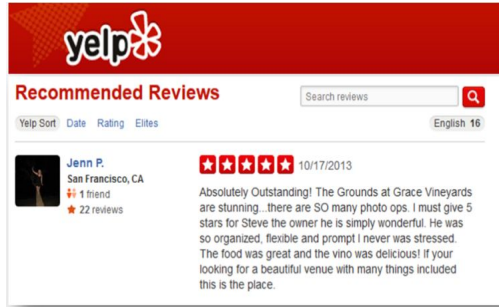 yelp
Recommended Reviews
Search reviews
Yelp Sort Date Rating Elites
English 16
Jenn P.
San Francisco, CA
1 friend
22 reviews
10/17/2013
Absolutely Outstanding! The Grounds at Grace Vineyards
are stunning...there are SO many photo ops. I must give 5
stars for Steve the owner he is simply wonderful. He was
so organized, flexible and prompt I never was stressed.
The food was great and the vino was delicious! If your
looking for a beautiful venue with many things included
this is the place.